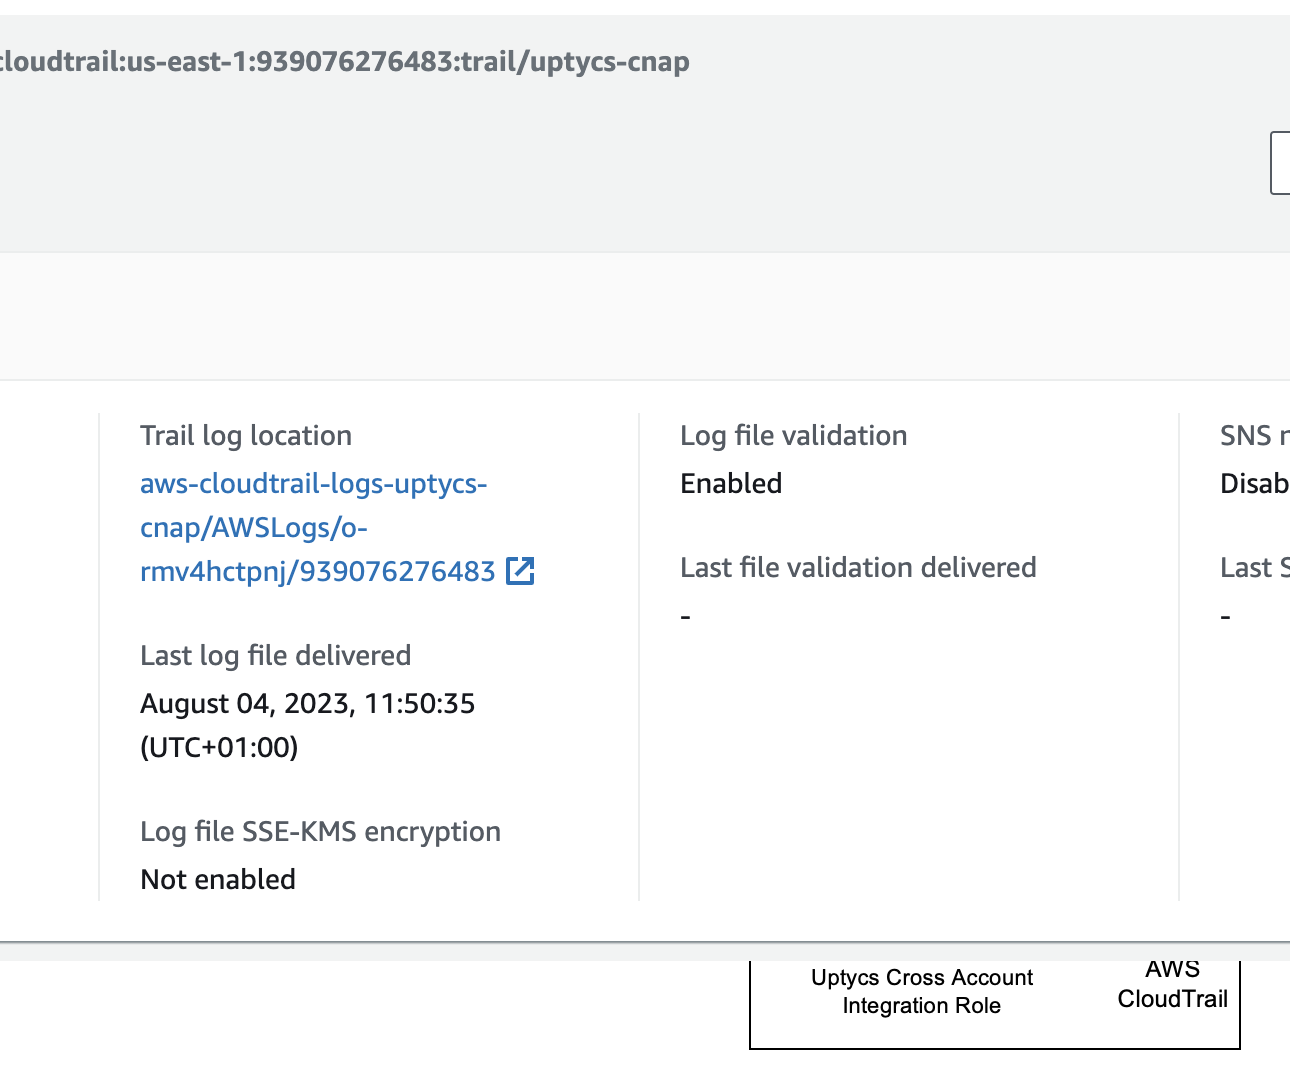 cloudtrail:us-east-1:939076276483:trail/uptycs-cnap
Trail log location
aws-cloudtrail-logs-uptycs-
cnap/AWSLogs/o-
rmv4hctpnj/939076276483
Last log file delivered
August 04, 2023, 11:50:35
(UTC+01:00)
Log file SSE-KMS encryption
Not enabled
Log file validation
Enabled
Last file validation delivered
-
SNS
Disab
Last S
-
Uptycs Cross Account
Integration Role
AWS
CloudTrail